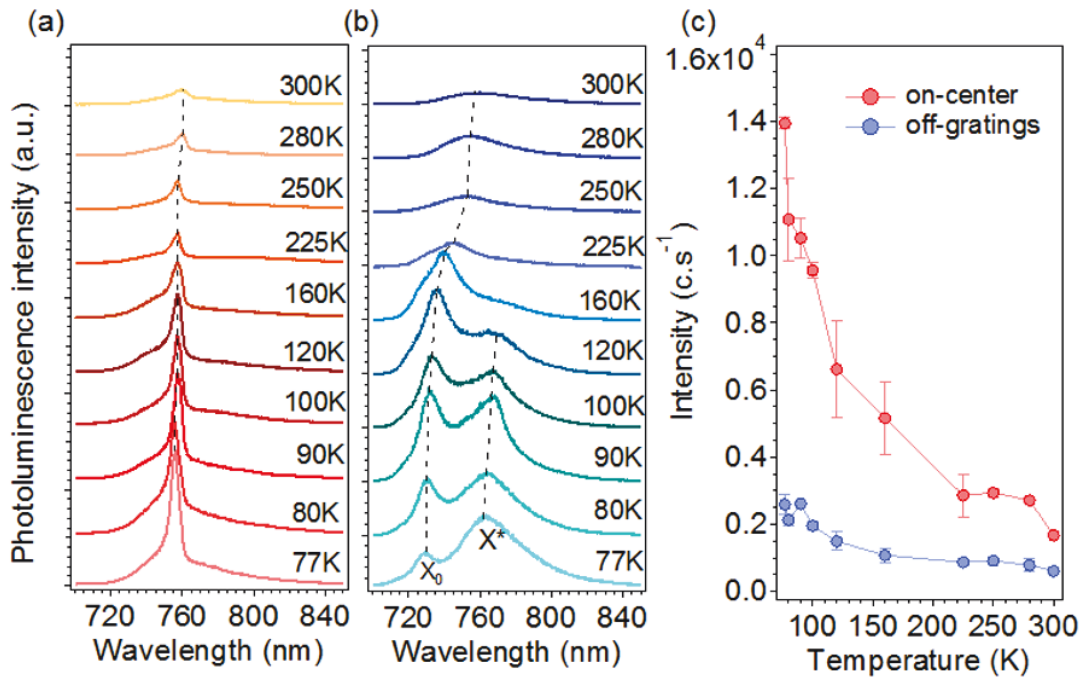 (a)
Photoluminescence intensity (a.u.)
300K
280K
250K
225K
160K
120K
100K
90K
80K
77K
720 760 800
Wavelength (nm)
(b)
300K
280K
250K
225K
160K
120K
100K
90K
80K
77K
X0
X*
720 760 800 840
Wavelength (nm)
(c)
1.6x10^4
1.4
1.2
1.0
0.8
0.6
0.4
0.2
0.0
Intensity (c.s^-1)
on-center
off-gratings
100 150 200 250 300
Temperature (K)